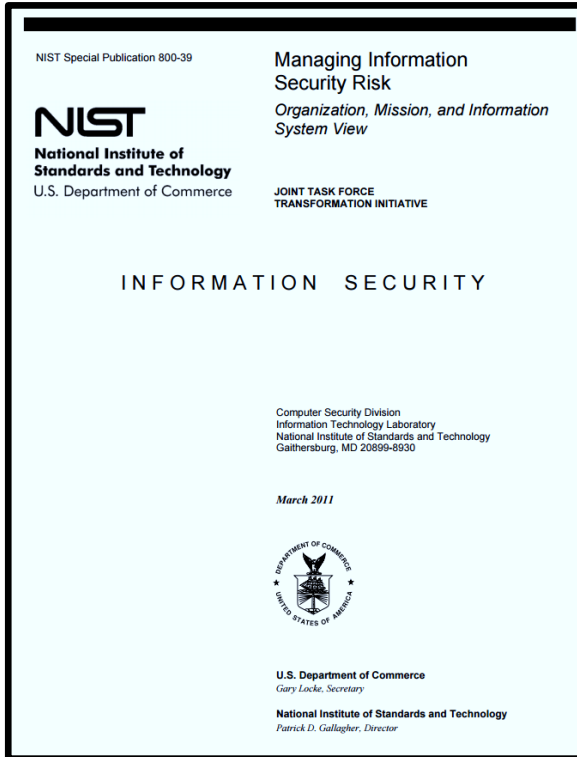 NIST Special Publication 800-39
Managing Information
Security Risk
Organization, Mission, and Information
System View
NIST
National Institute of
Standards and Technology
U.S. Department of Commerce
JOINT TASK FORCE
TRANSFORMATION INITIATIVE
INFORMATION SECURITY
Computer Security Division
Information Technology Laboratory
National Institute of Standards and Technology
Gaithersburg, MD 20899-8930
March 2011
DEPARTMENT OF COMMERCE
UNITED STATES OF AMERICA
U.S. Department of Commerce
Gary Locke, Secretary
National Institute of Standards and Technology
Patrick D. Gallagher, Director